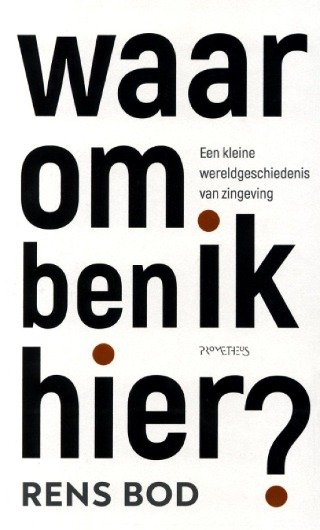 waar
om
Een kleine
wereldgeschiedenis
van zingeving
ben ik
PROMETHEUS
hier?
RENS BOD